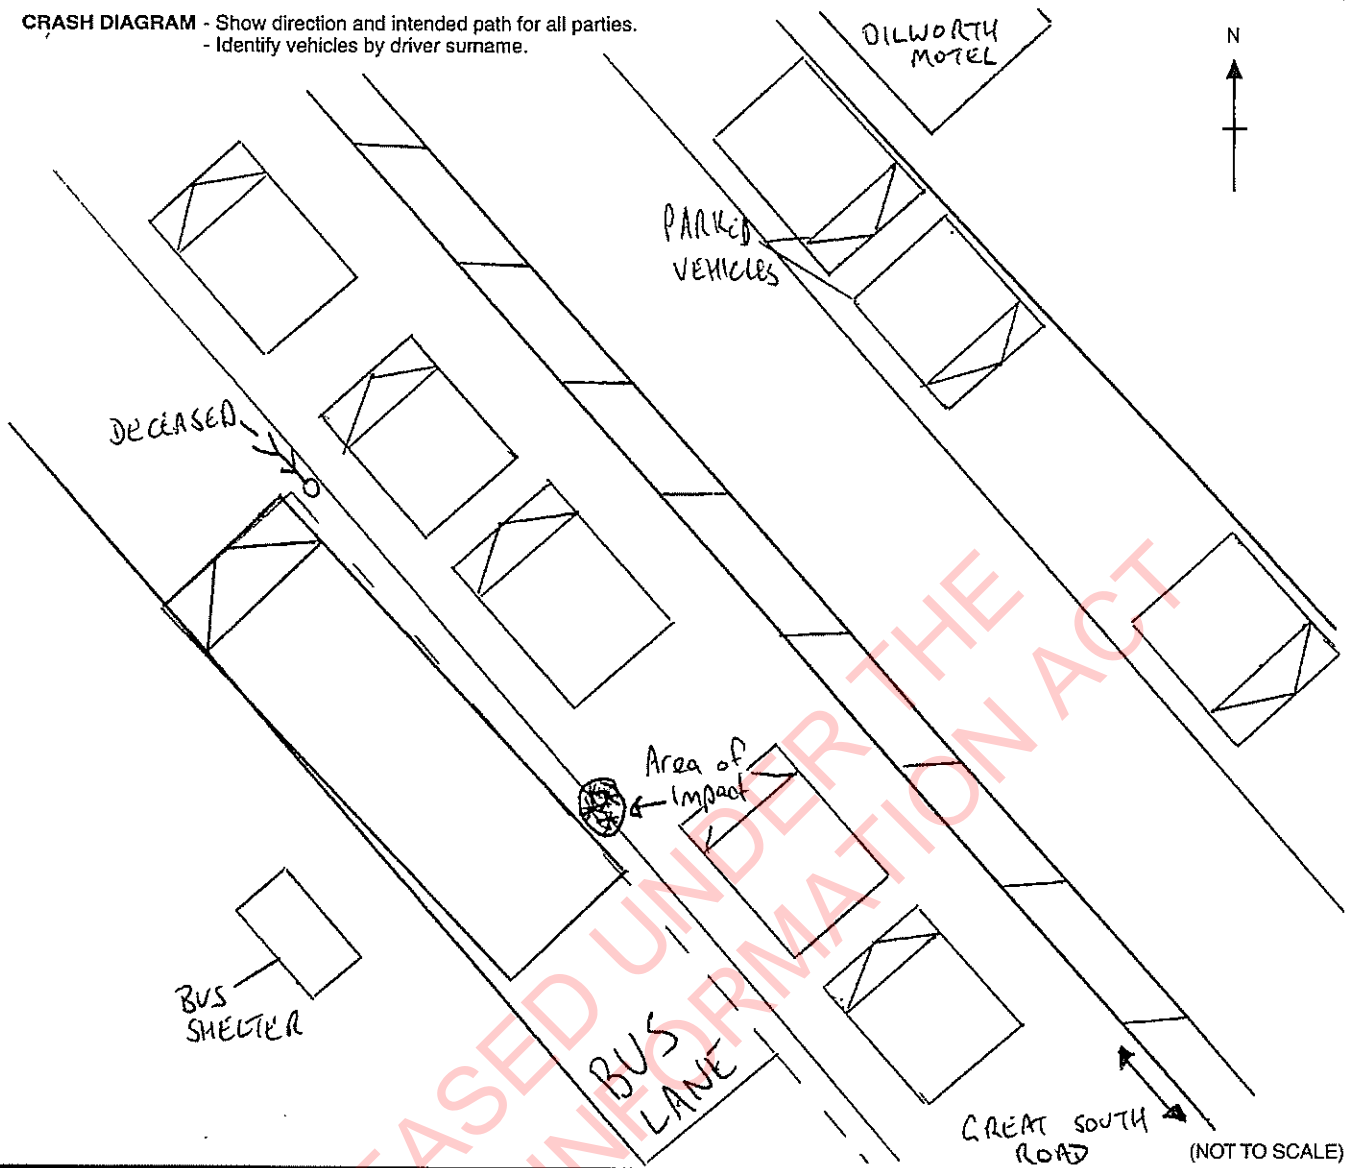 CRASH DIAGRAM - Show direction and intended path for all parties.
- Identify vehicles by driver surname.
DILWORTH
MOTEL
N
PARKED
VEHICLES
DECEASED
Area of
Impact
BUS
SHELTER
BUS
LANE
GREAT SOUTH
ROAD
(NOT TO SCALE)
EASED UNDER THE
INFORMATION ACT